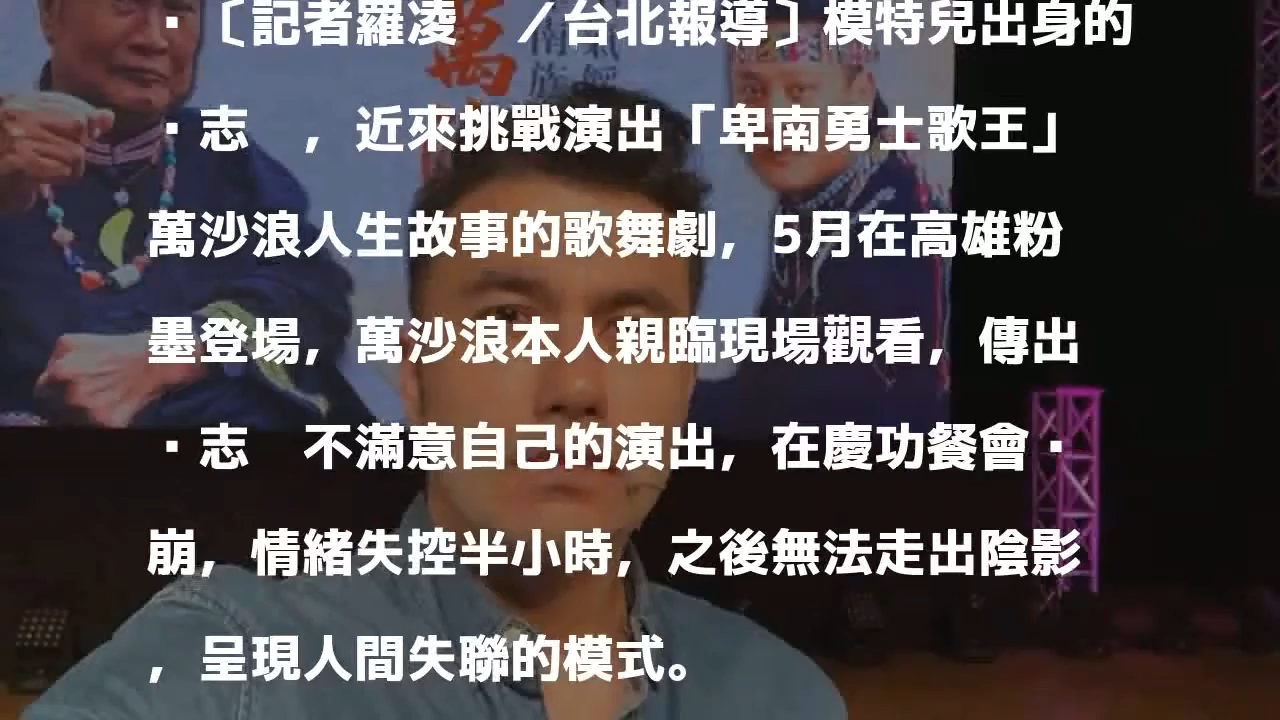 ·〔記者羅凌　／台北報導〕模特兒出身的
·志　，近來挑戰演出「卑南勇士歌王」
萬沙浪人生故事的歌舞劇，5月在高雄粉
墨登場，萬沙浪本人親臨現場觀看，傳出
·志　不滿意自己的演出，在慶功餐會·
崩，情緒失控半小時，之後無法走出陰影
，呈現人間失聯的模式。
萬
南族